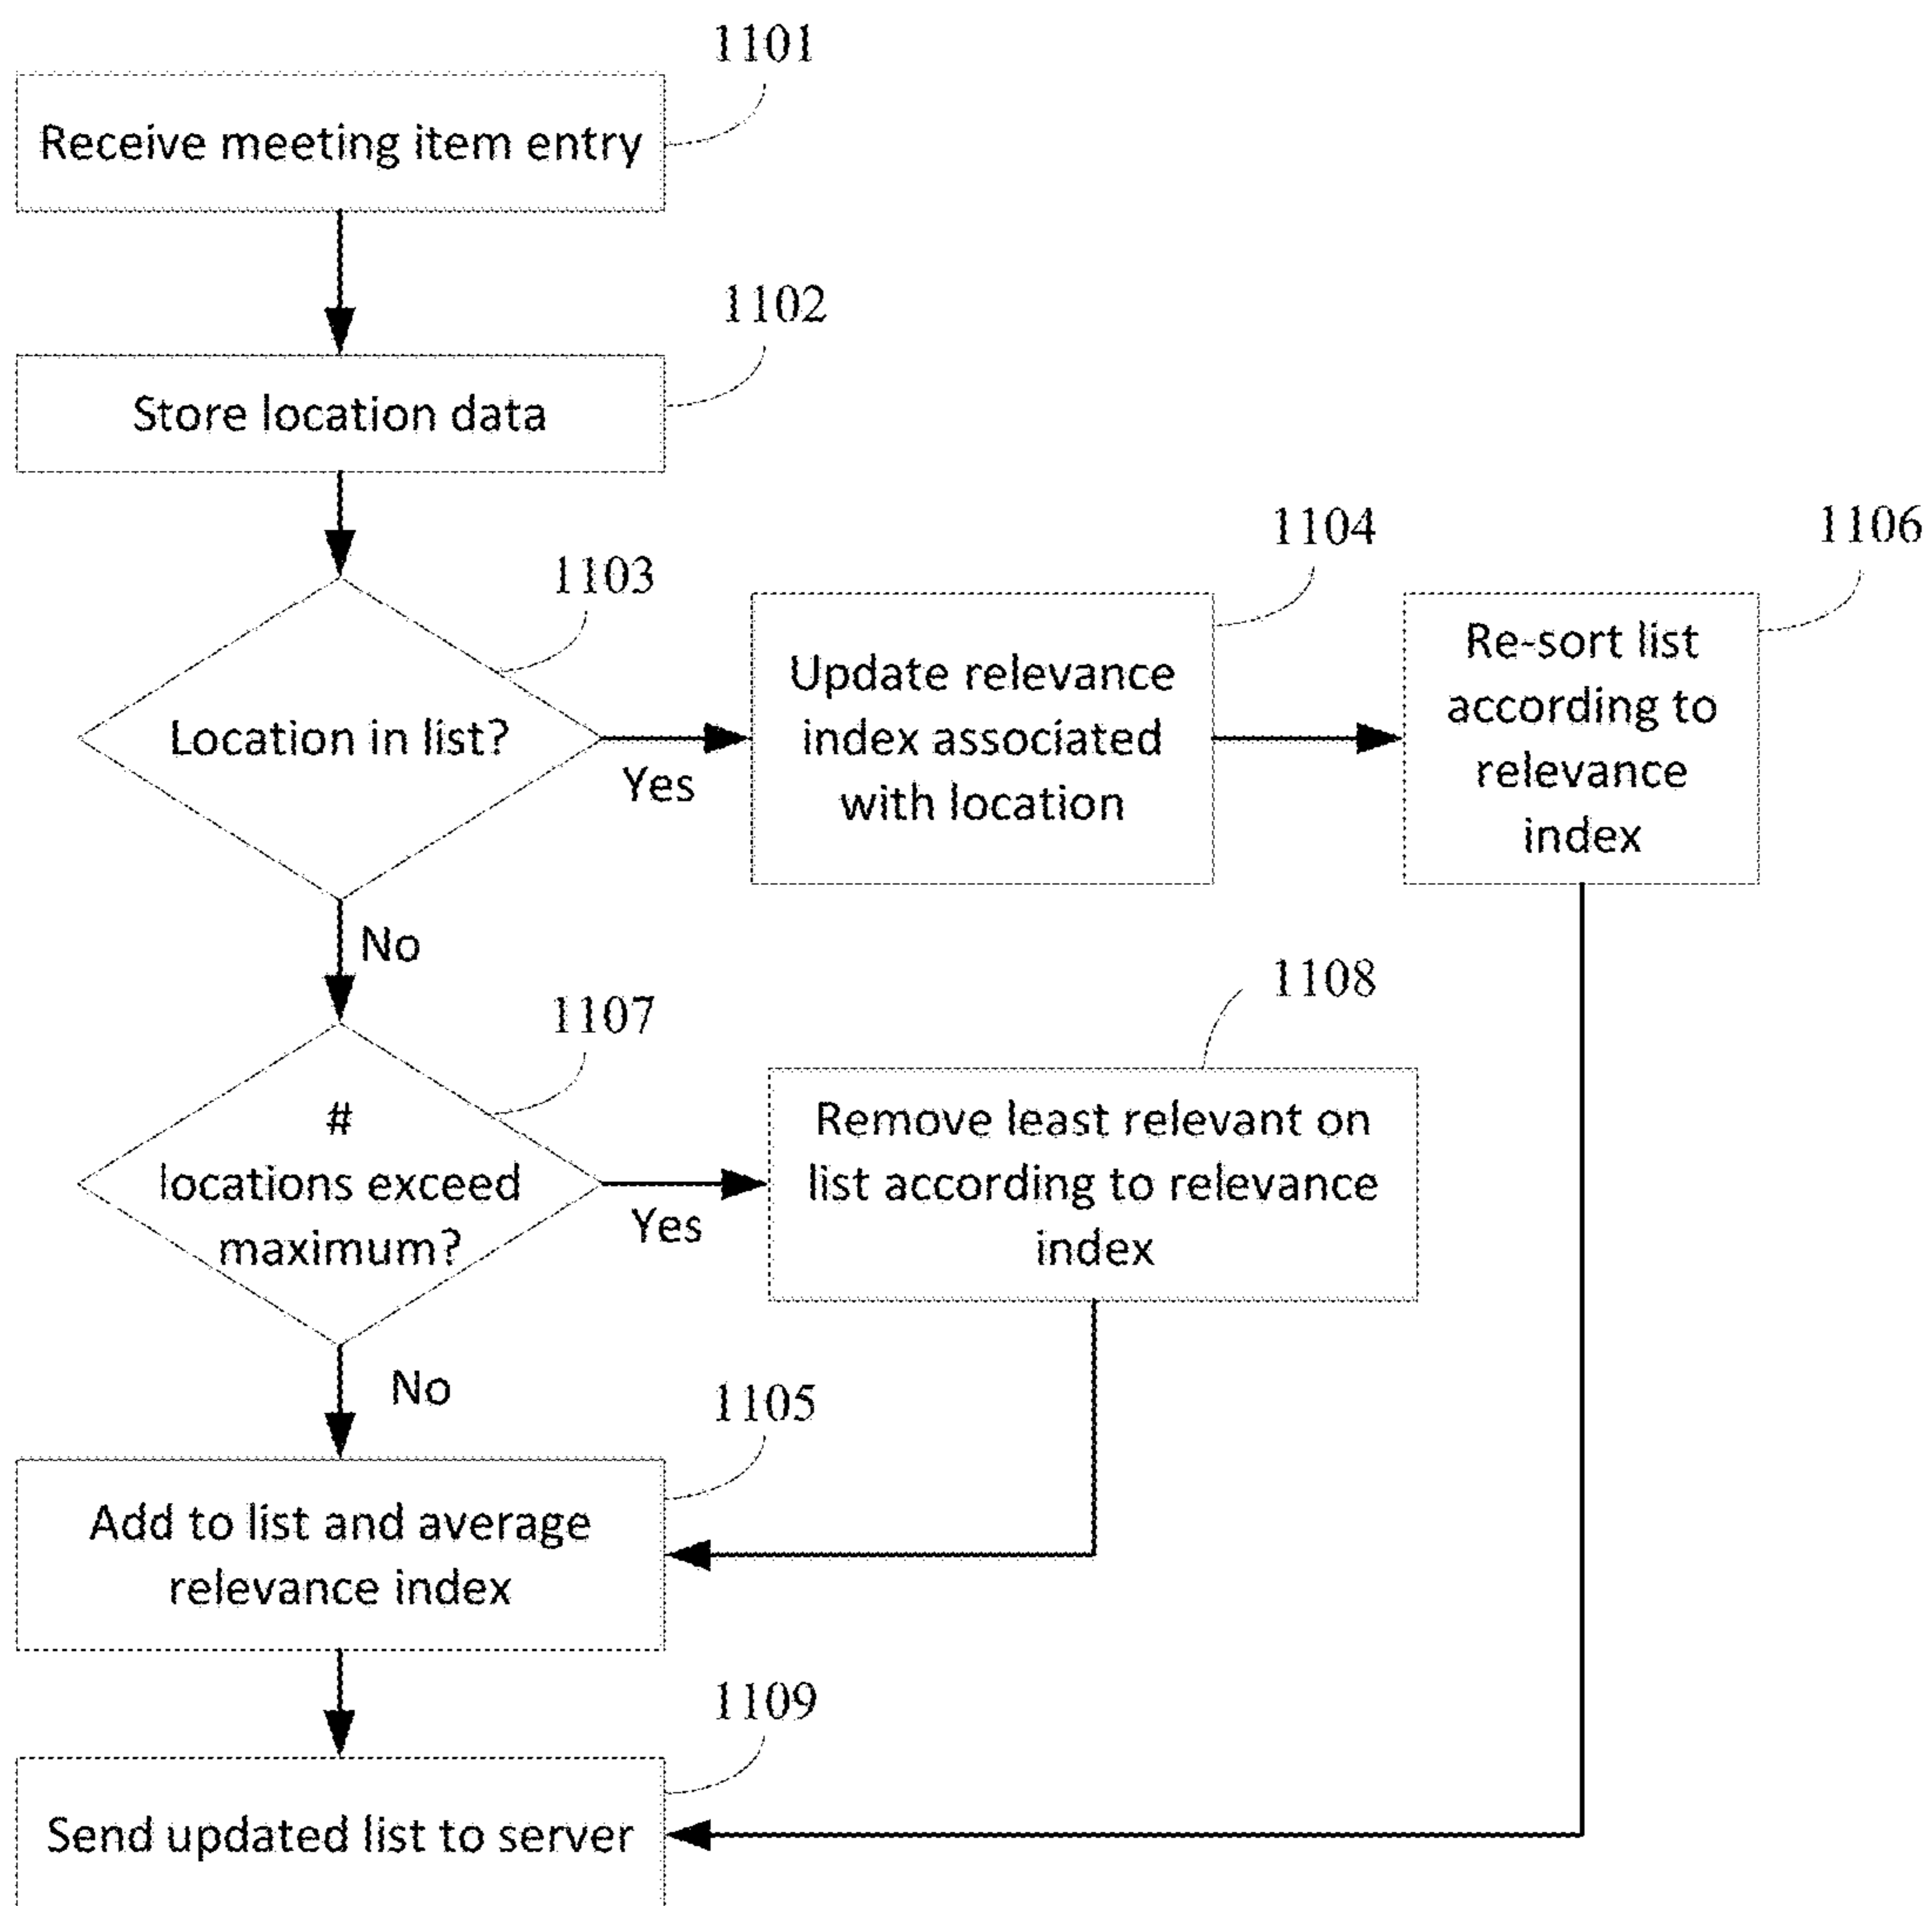 1101
Receive meeting item entry
1102
Store location data
1103
Location in list?
Yes
No
1104
Update relevance
index associated
with location
1106
Re-sort list
according to
relevance
index
1107
#
locations exceed
maximum?
Yes
No
1108
Remove least relevant on
list according to relevance
index
1105
Add to list and average
relevance index
1109
Send updated list to server